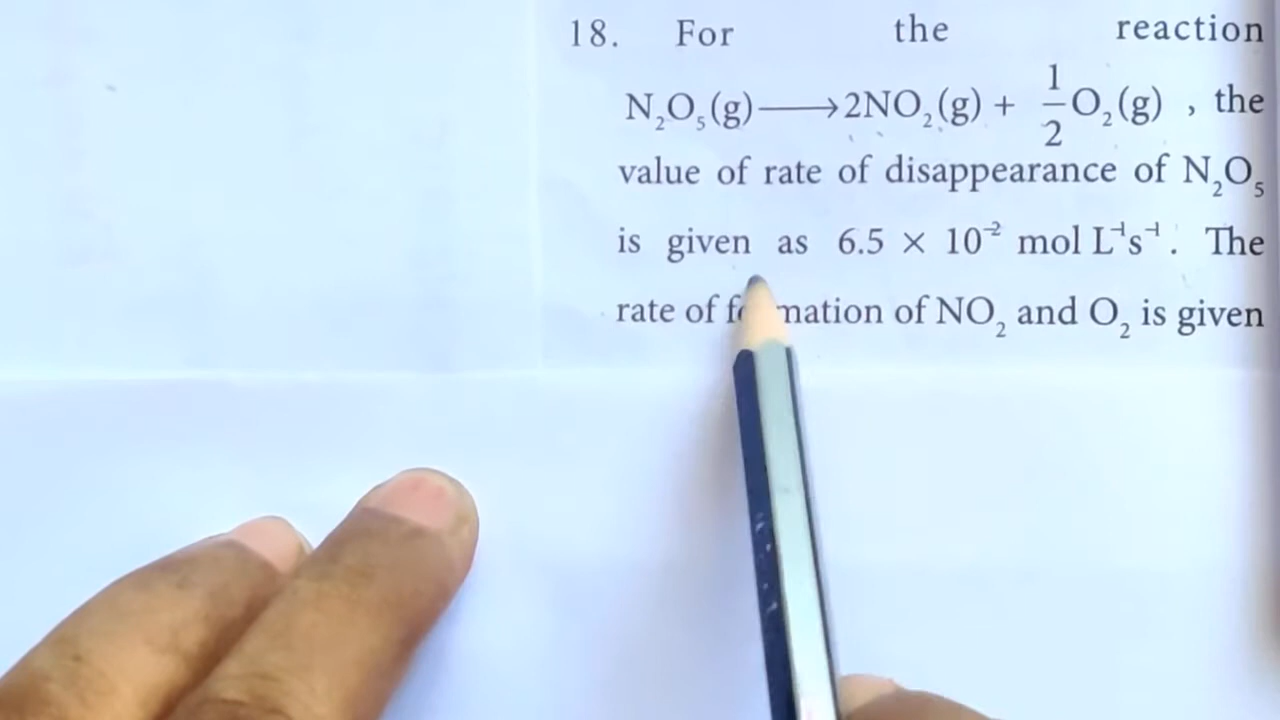 18. For the reaction
N₂O₅(g)⟶2NO₂(g) + 1/2 O₂(g) , the
value of rate of disappearance of N₂O₅
is given as 6.5 × 10⁻² mol L⁻¹s⁻¹. The
rate of of NO₂ and O₂ is given